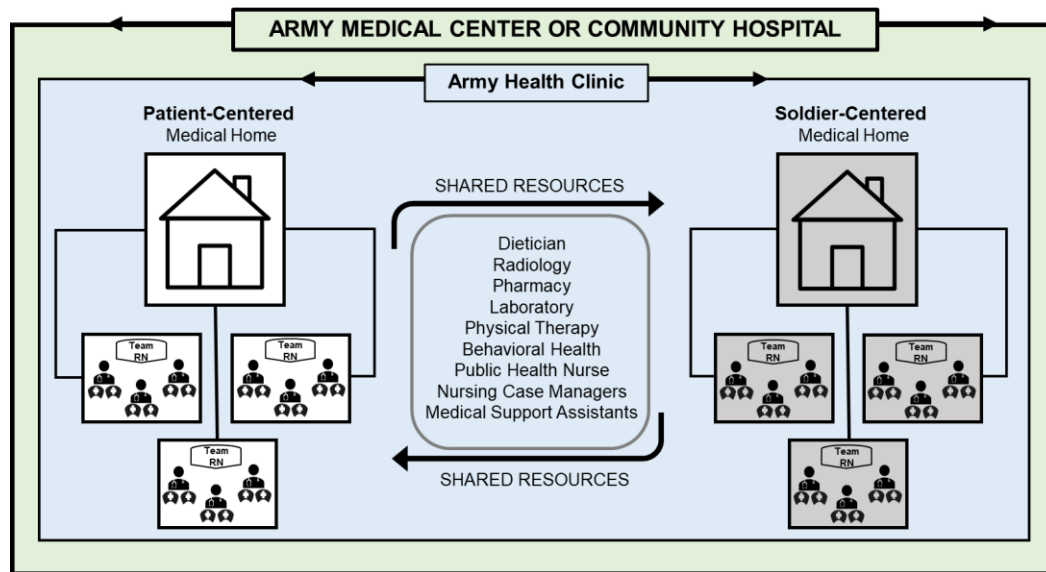 ARMY MEDICAL CENTER OR COMMUNITY HOSPITAL
Army Health Clinic
Patient-Centered
Medical Home
Soldier-Centered
Medical Home
SHARED RESOURCES
Dietician
Radiology
Pharmacy
Laboratory
Physical Therapy
Behavioral Health
Public Health Nurse
Nursing Case Managers
Medical Support Assistants
SHARED RESOURCES
Team
RN
Team
RN
Team
RN
Team
RN
Team
RN
Team
RN